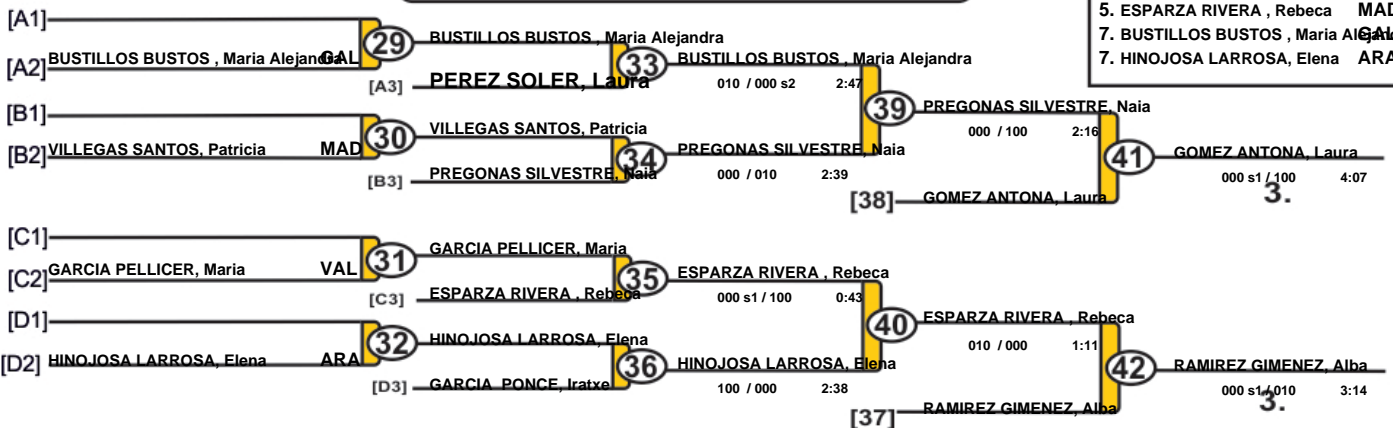 5. ESPARZA RIVERA , Rebeca MAD
7. BUSTILLOS BUSTOS , Maria Alejandra GAL
7. HINOJOSA LARROSA, Elena ARA
[A1]
[A2] BUSTILLOS BUSTOS , Maria Alejandra GAL
29
BUSTILLOS BUSTOS , Maria Alejandra
[A3] PEREZ SOLER, Laura
33
BUSTILLOS BUSTOS , Maria Alejandra
010 / 000 s2 2:47
[B1]
[B2] VILLEGAS SANTOS, Patricia MAD
30
VILLEGAS SANTOS, Patricia
[B3] PREGONAS SILVESTRE, Naia
34
PREGONAS SILVESTRE, Naia
000 / 010 2:39
39
PREGONAS SILVESTRE, Naia
000 / 100 2:16
[38] GOMEZ ANTONA, Laura
41
GOMEZ ANTONA, Laura
000 s1 / 100 4:07
3.
[C1]
[C2] GARCIA PELLICER, Maria VAL
31
GARCIA PELLICER, Maria
[C3] ESPARZA RIVERA , Rebeca
35
ESPARZA RIVERA , Rebeca
000 s1 / 100 0:43
[D1]
[D2] HINOJOSA LARROSA, Elena ARA
32
HINOJOSA LARROSA, Elena
[D3] GARCIA PONCE, Iratxe
36
HINOJOSA LARROSA, Elena
100 / 000 2:38
40
ESPARZA RIVERA , Rebeca
010 / 000 1:11
[37] RAMIREZ GIMENEZ, Alba
42
RAMIREZ GIMENEZ, Alba
000 s1 / 010 3:14
3.